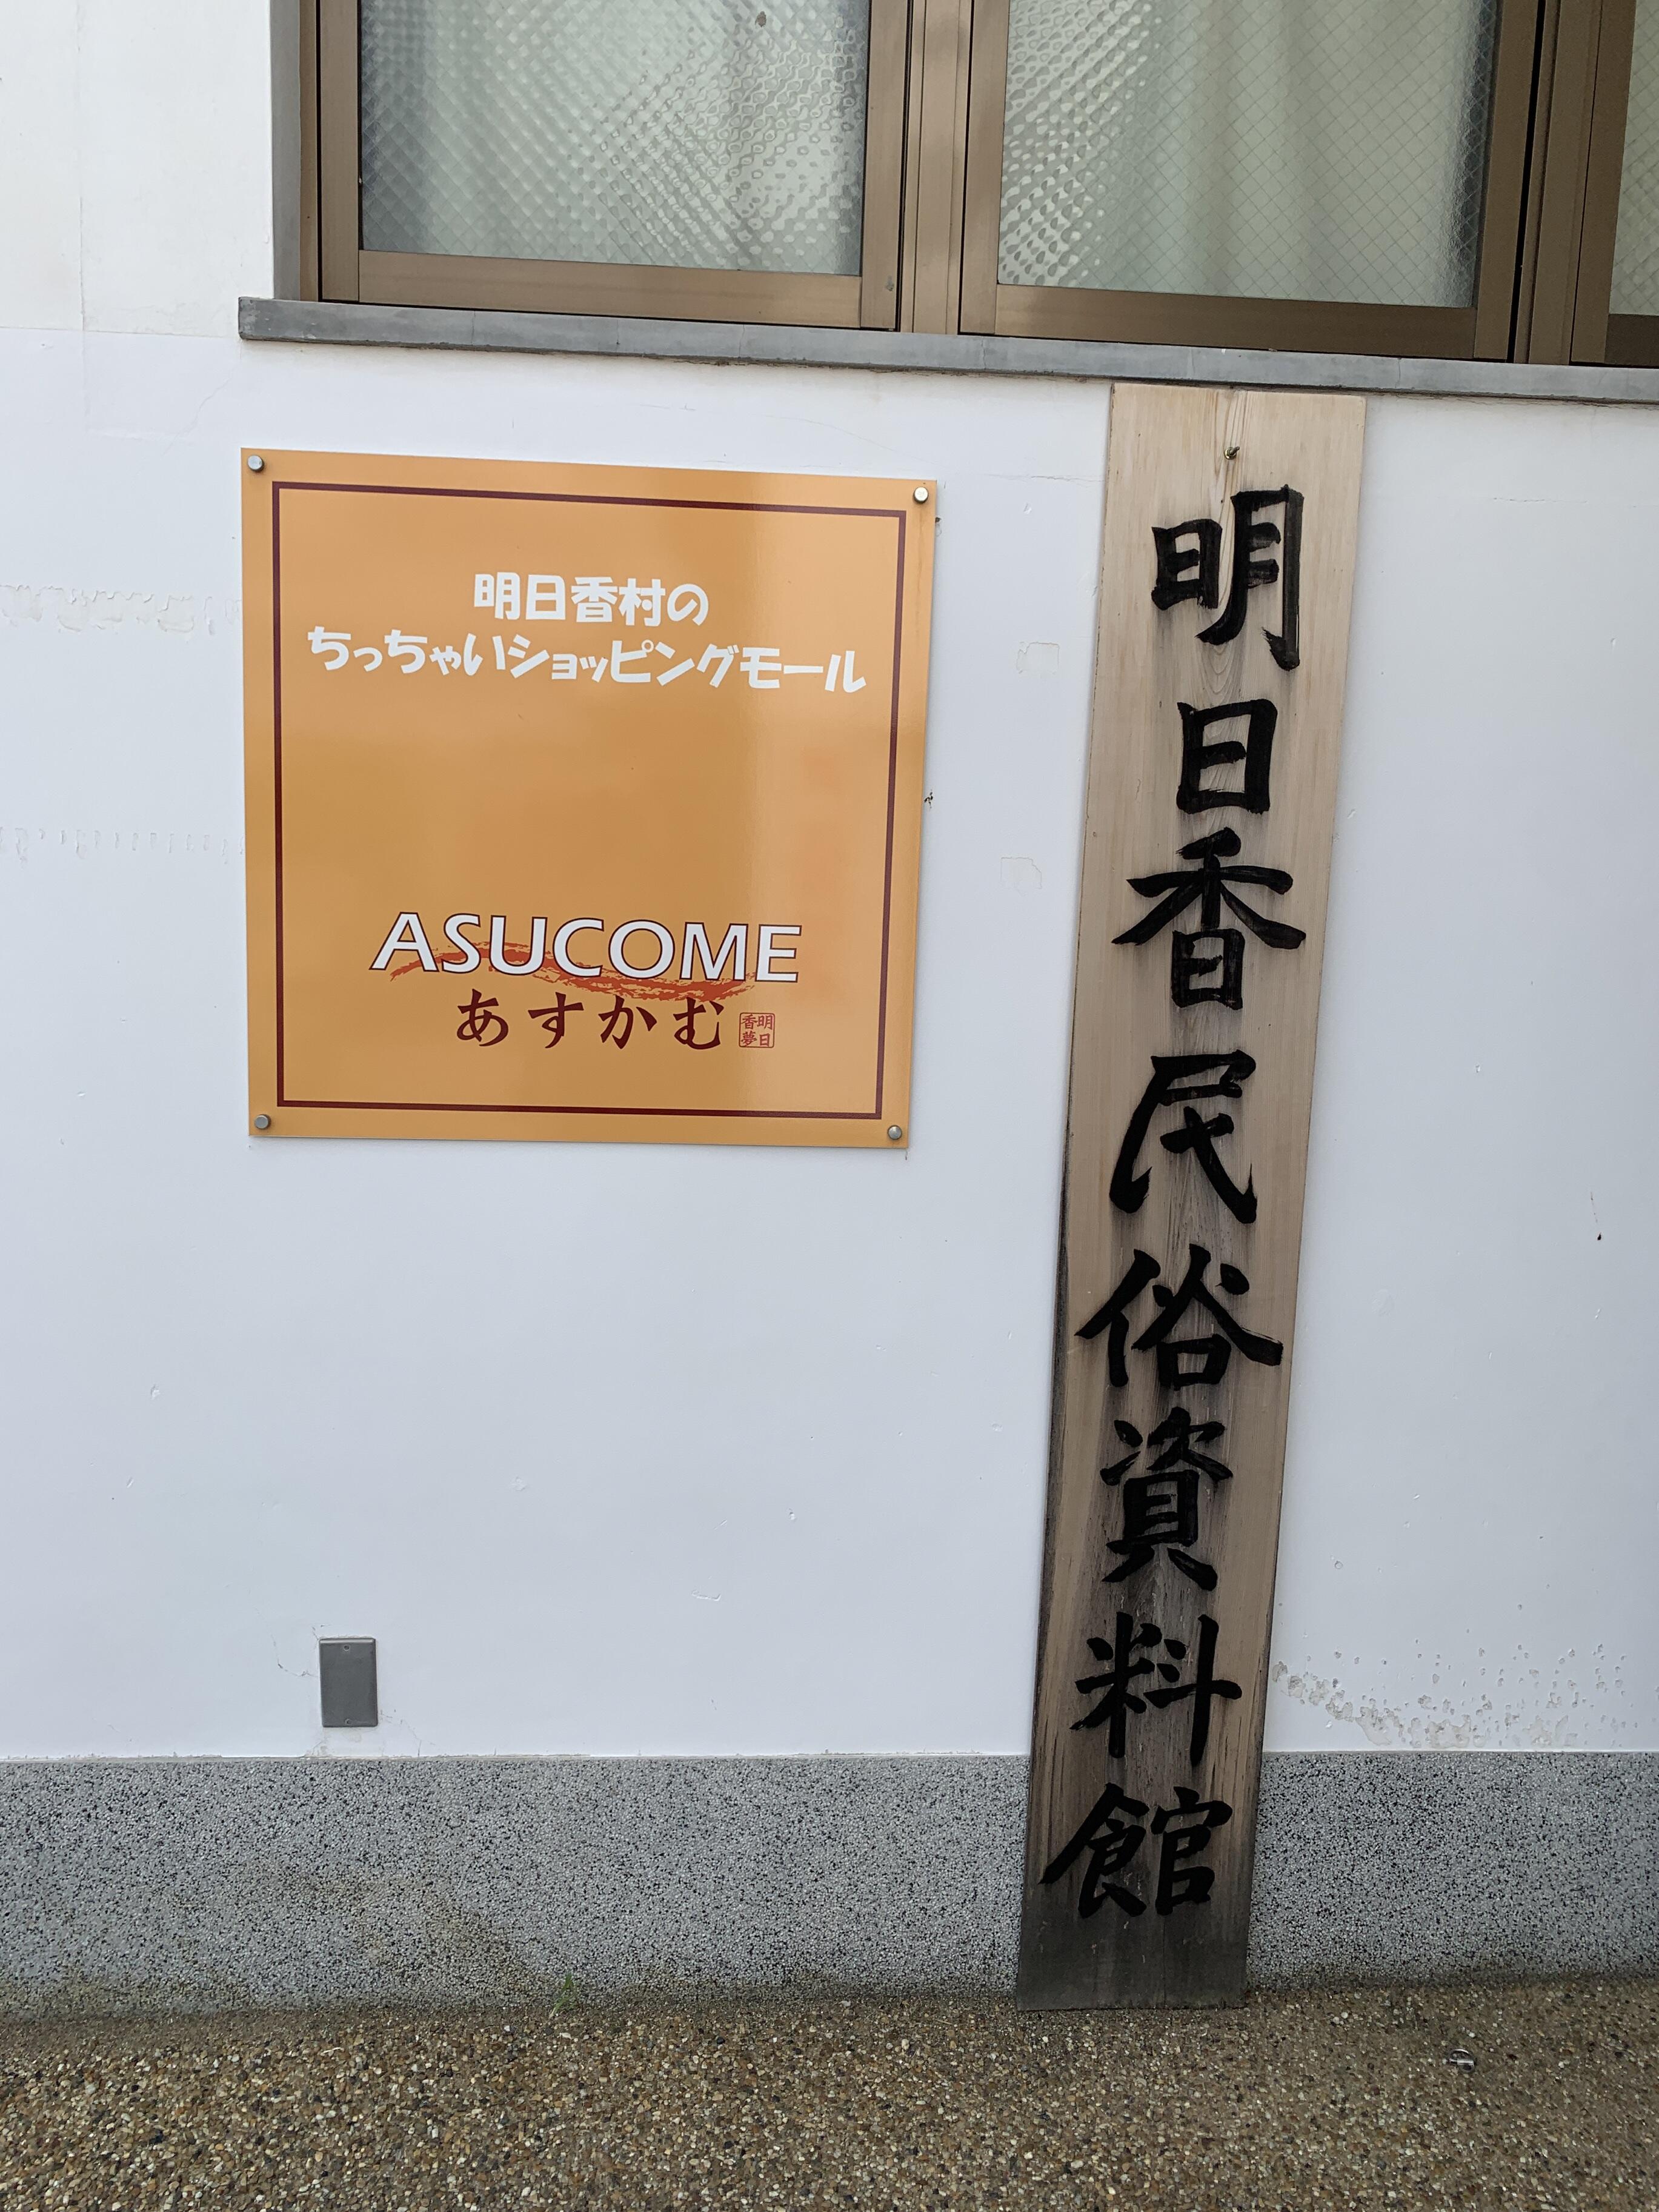 明日香村の
ちっちゃいショッピングモール
ASUCOME
あすかむ
明日
香夢
明日香民俗資料館